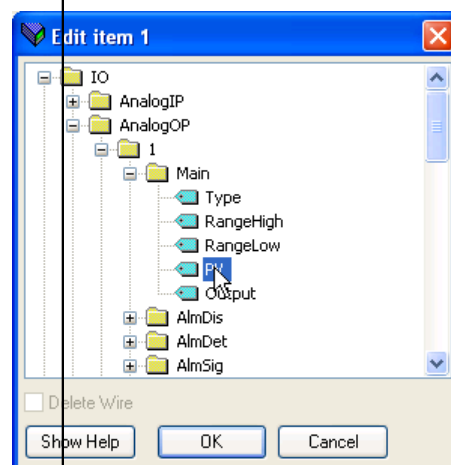 Edit item 1
IO
AnalogIP
AnalogOP
1
Main
Type
RangeHigh
RangeLow
PV
Output
AlmDis
AlmDet
AlmSig
Delete Wire
Show Help OK Cancel